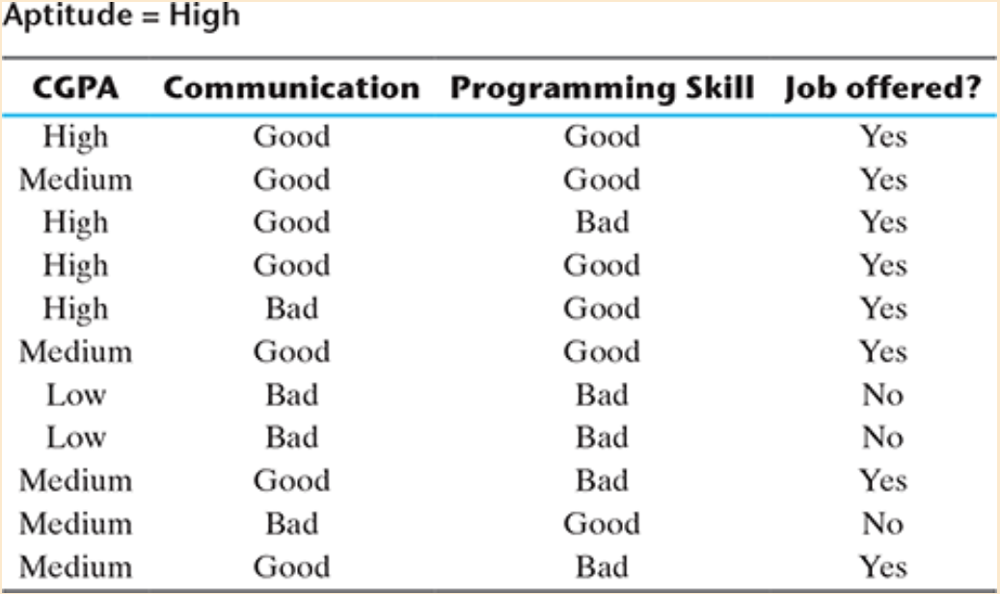 Aptitude = High
CGPA Communication Programming Skill Job offered?
High Good Good Yes
Medium Good Good Yes
High Good Bad Yes
High Good Good Yes
High Bad Good Yes
Medium Good Good Yes
Low Bad Bad No
Low Bad Bad No
Medium Good Bad Yes
Medium Bad Good No
Medium Good Bad Yes